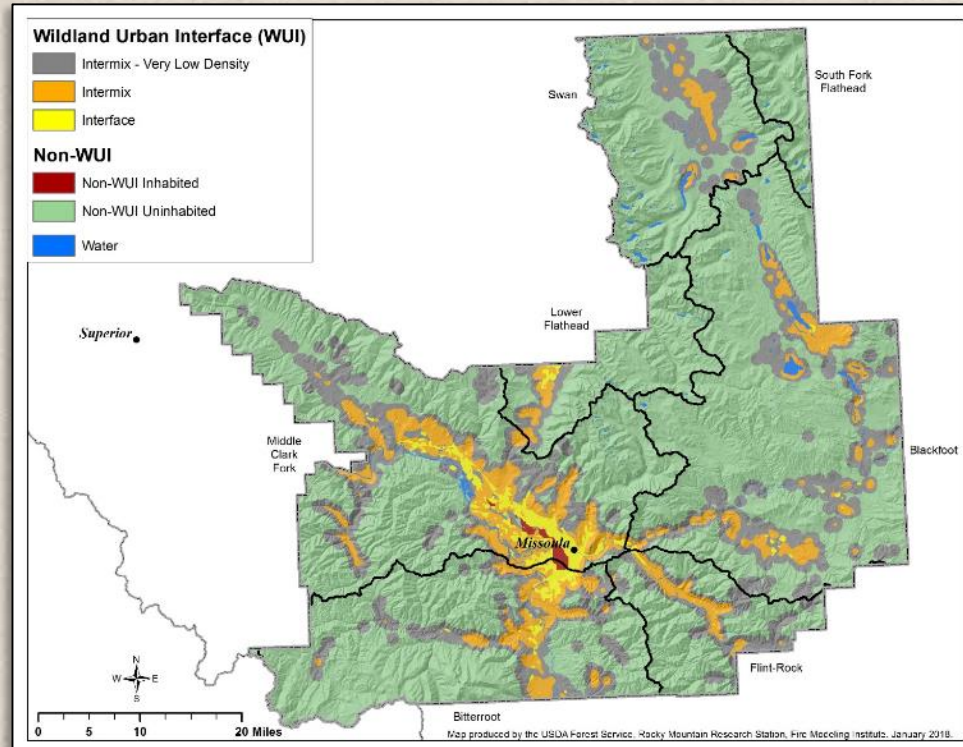 Wildland Urban Interface (WUI)
Intermix - Very Low Density
Intermix
Interface
Non-WUI
Non-WUI Inhabited
Non-WUI Uninhabited
Water
South Fork
Flathead
Swan
Superior
Lower
Flathead
Middle
Clark
Fork
Blackfoot
Missoula
Flint-Rock
N
W E
S
0 10 20 Miles
Bitterroot
Map produced by the USDA Forest Service, Rocky Mountain Research Station, Fire Modeling Institute. January 2018.